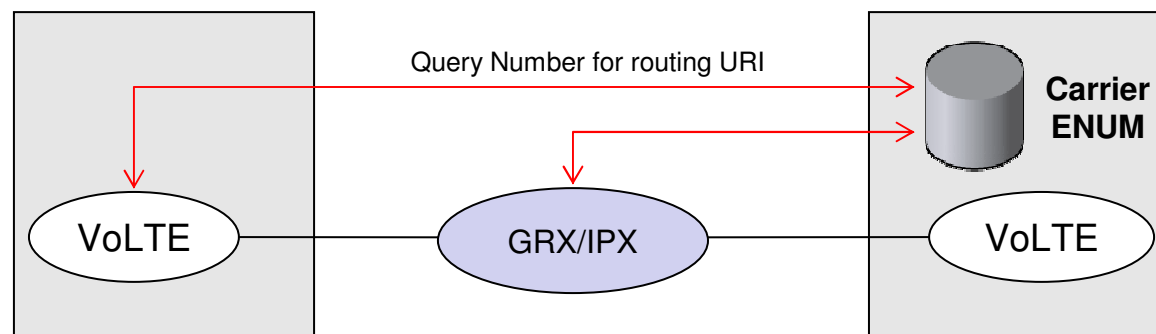 Query Number for routing URI
Carrier
ENUM
VoLTE
GRX/IPX
VoLTE